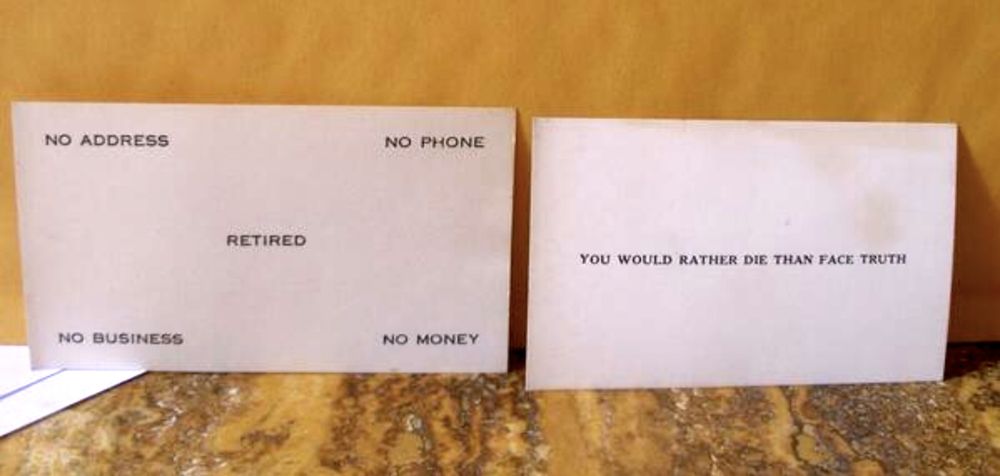 NO ADDRESS
NO PHONE
RETIRED
NO BUSINESS
NO MONEY
YOU WOULD RATHER DIE THAN FACE TRUTH